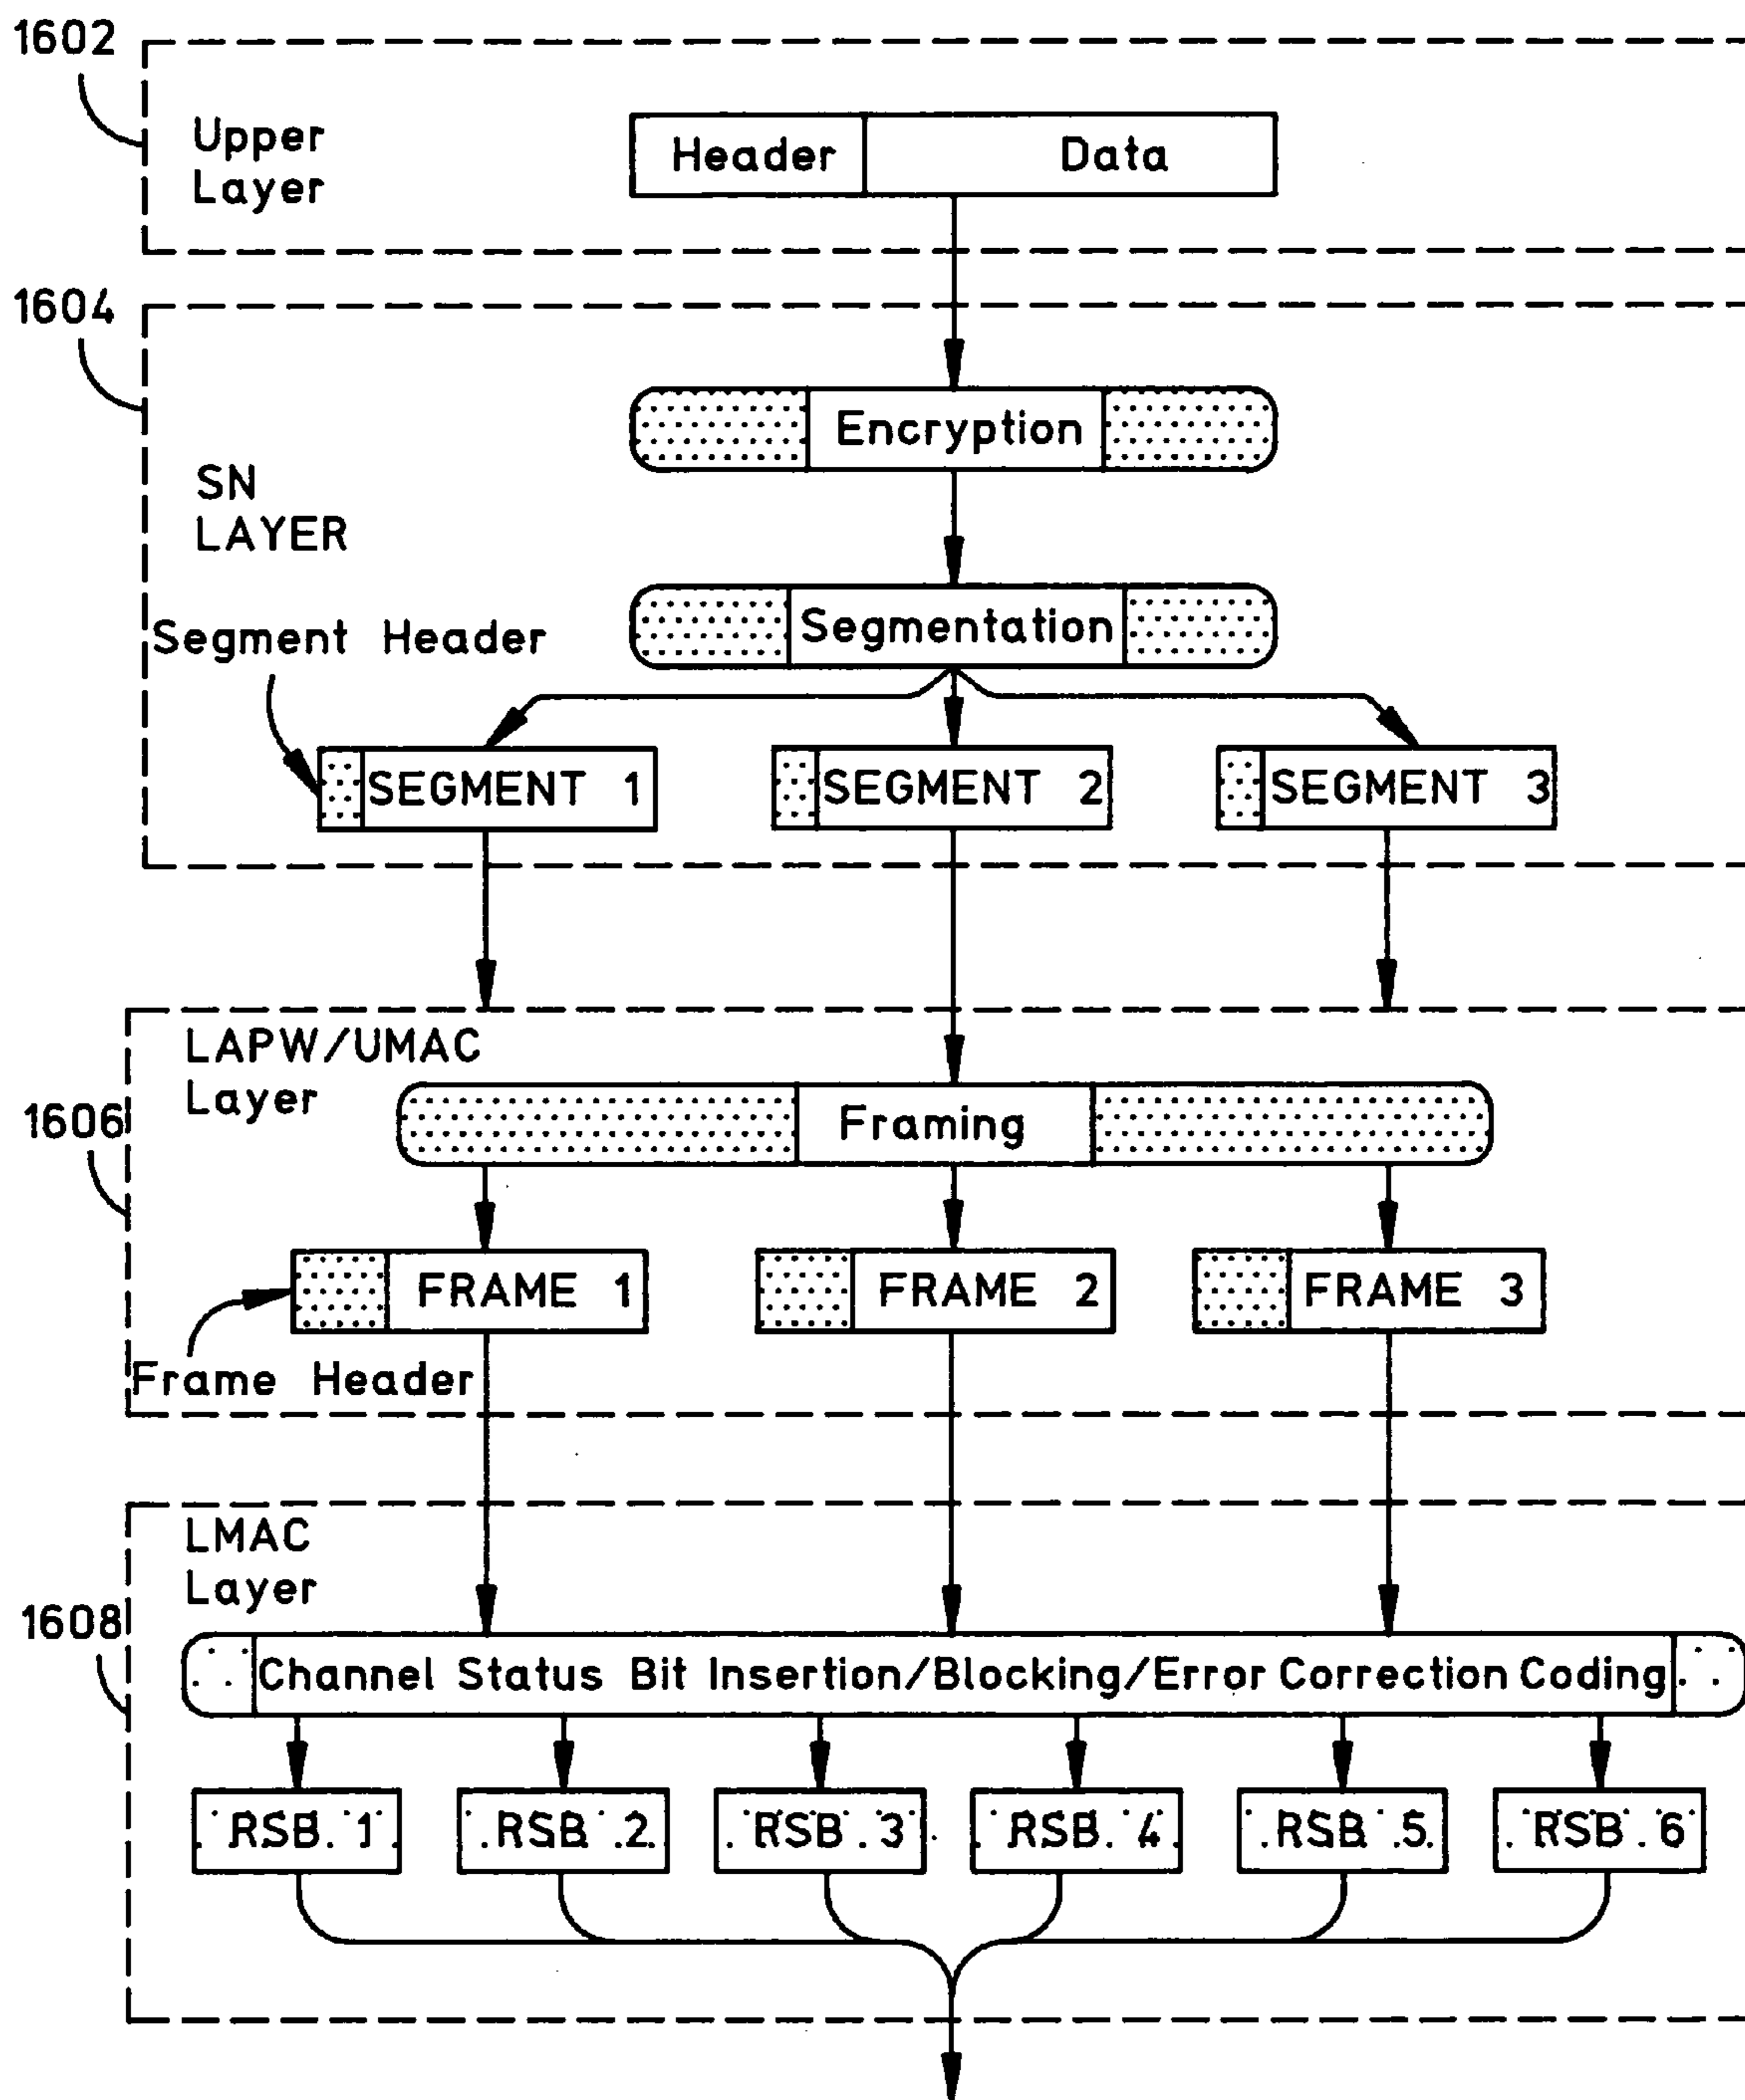 1602
Upper
Layer
Header Data
1604
Encryption
SN
LAYER
Segmentation
Segment Header
SEGMENT 1 SEGMENT 2 SEGMENT 3
LAPW/UMAC
Layer
1606
Framing
FRAME 1 FRAME 2 FRAME 3
Frame Header
LMAC
Layer
1608
Channel Status Bit Insertion/Blocking/Error Correction Coding
RSB 1 RSB 2 RSB 3 RSB 4 RSB 5 RSB 6